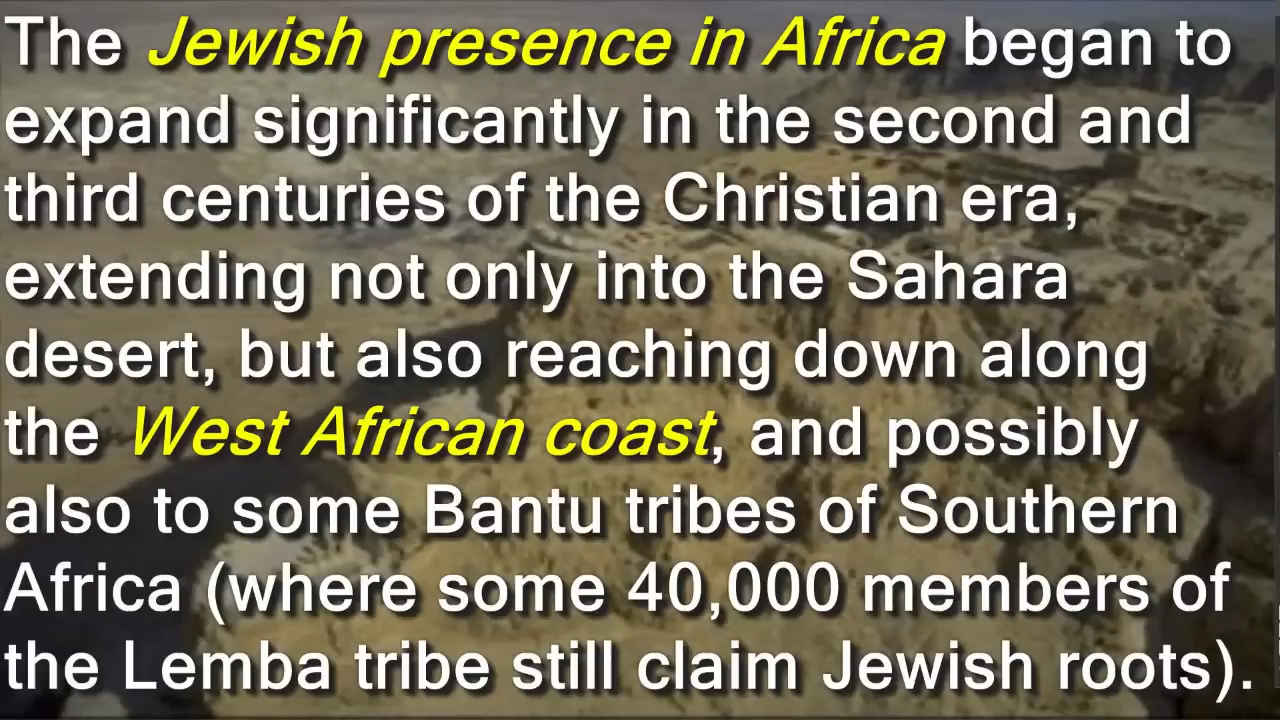 The Jewish presence in Africa began to
expand significantly in the second and
third centuries of the Christian era,
extending not only into the Sahara
desert, but also reaching down along
the West African coast, and possibly
also to some Bantu tribes of Southern
Africa (where some 40,000 members of
the Lemba tribe still claim Jewish roots).